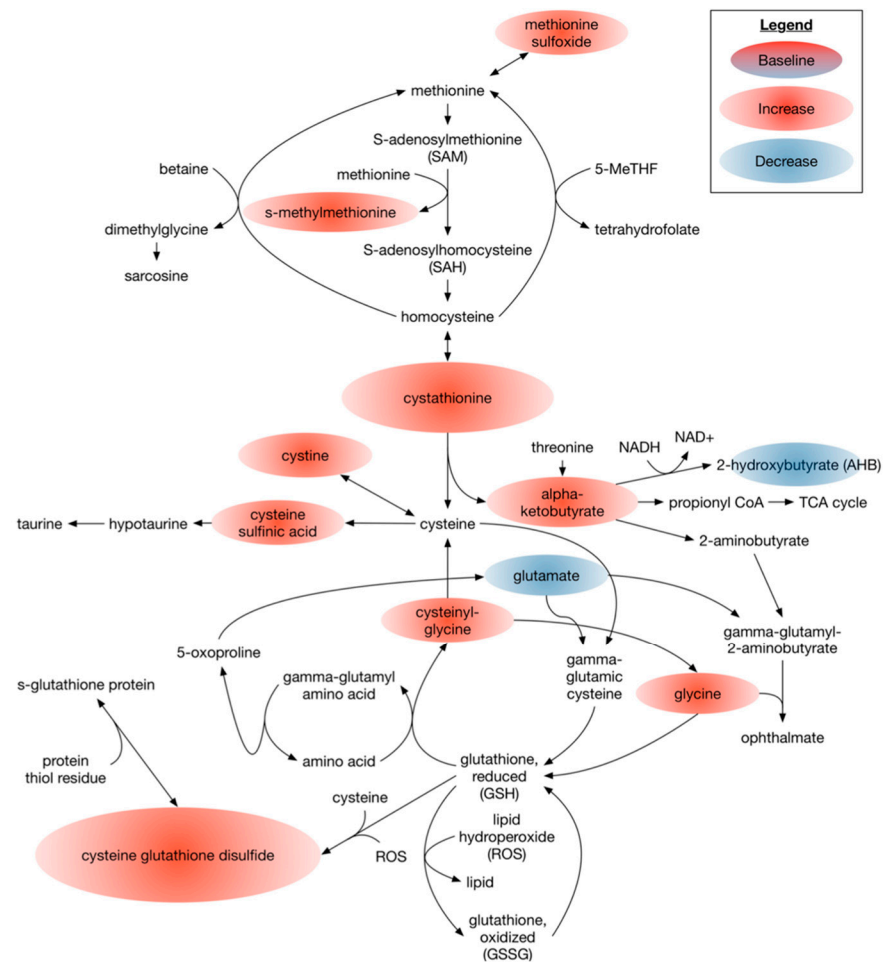 methionine
sulfoxide
Legend
Baseline
Increase
Decrease
methionine
S-adenosylmethionine
(SAM)
betaine
methionine
5-MeTHF
s-methylmethionine
dimethylglycine
tetrahydrofolate
S-adenosylhomocysteine
(SAH)
sarcosine
homocysteine
cystathionine
cystine
threonine
NADH
NAD+
2-hydroxybutyrate (AHB)
alpha-
ketobutyrate
propionyl CoA
TCA cycle
taurine
hypotaurine
cysteine
sulfinic acid
cysteine
2-aminobutyrate
glutamate
cysteinyl-
glycine
5-oxoproline
gamma-glutamyl-
2-aminobutyrate
gamma-
glutamic
cysteine
s-glutathione protein
gamma-glutamyl
amino acid
glycine
protein
thiol residue
amino acid
glutathione,
reduced
(GSH)
ophthalmate
cysteine
lipid
hydroperoxide
(ROS)
cysteine glutathione disulfide
ROS
lipid
glutathione,
oxidized
(GSSG)